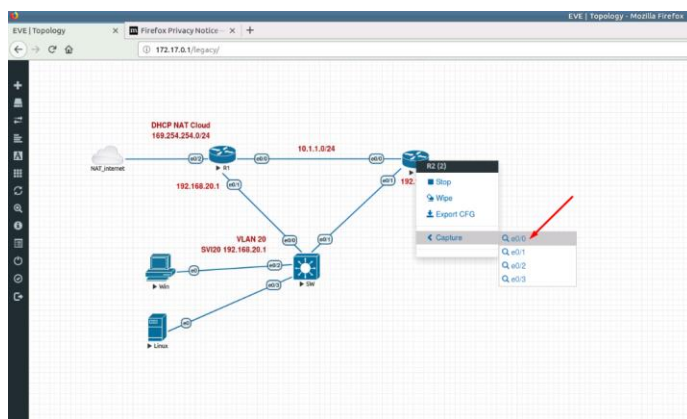 EVE | Topology - Mozilla Firefox
EVE | Topology
Firefox Privacy Notice
172.17.0.1/legacy/
DHCP NAT Cloud
169.254.254.0/24
NAT_internet
e0/2
R1
e0/0
10.1.1.0/24
e0/0
R2 (2)
Stop
Wipe
Export CFG
Capture
e0/0
e0/1
e0/2
e0/3
192.168.20.1
e0/1
e0/1
192.
VLAN 20
SVI20 192.168.20.1
e0/0
e0/1
e0/2
e0/3
SW
e0
Win
e0
Linux